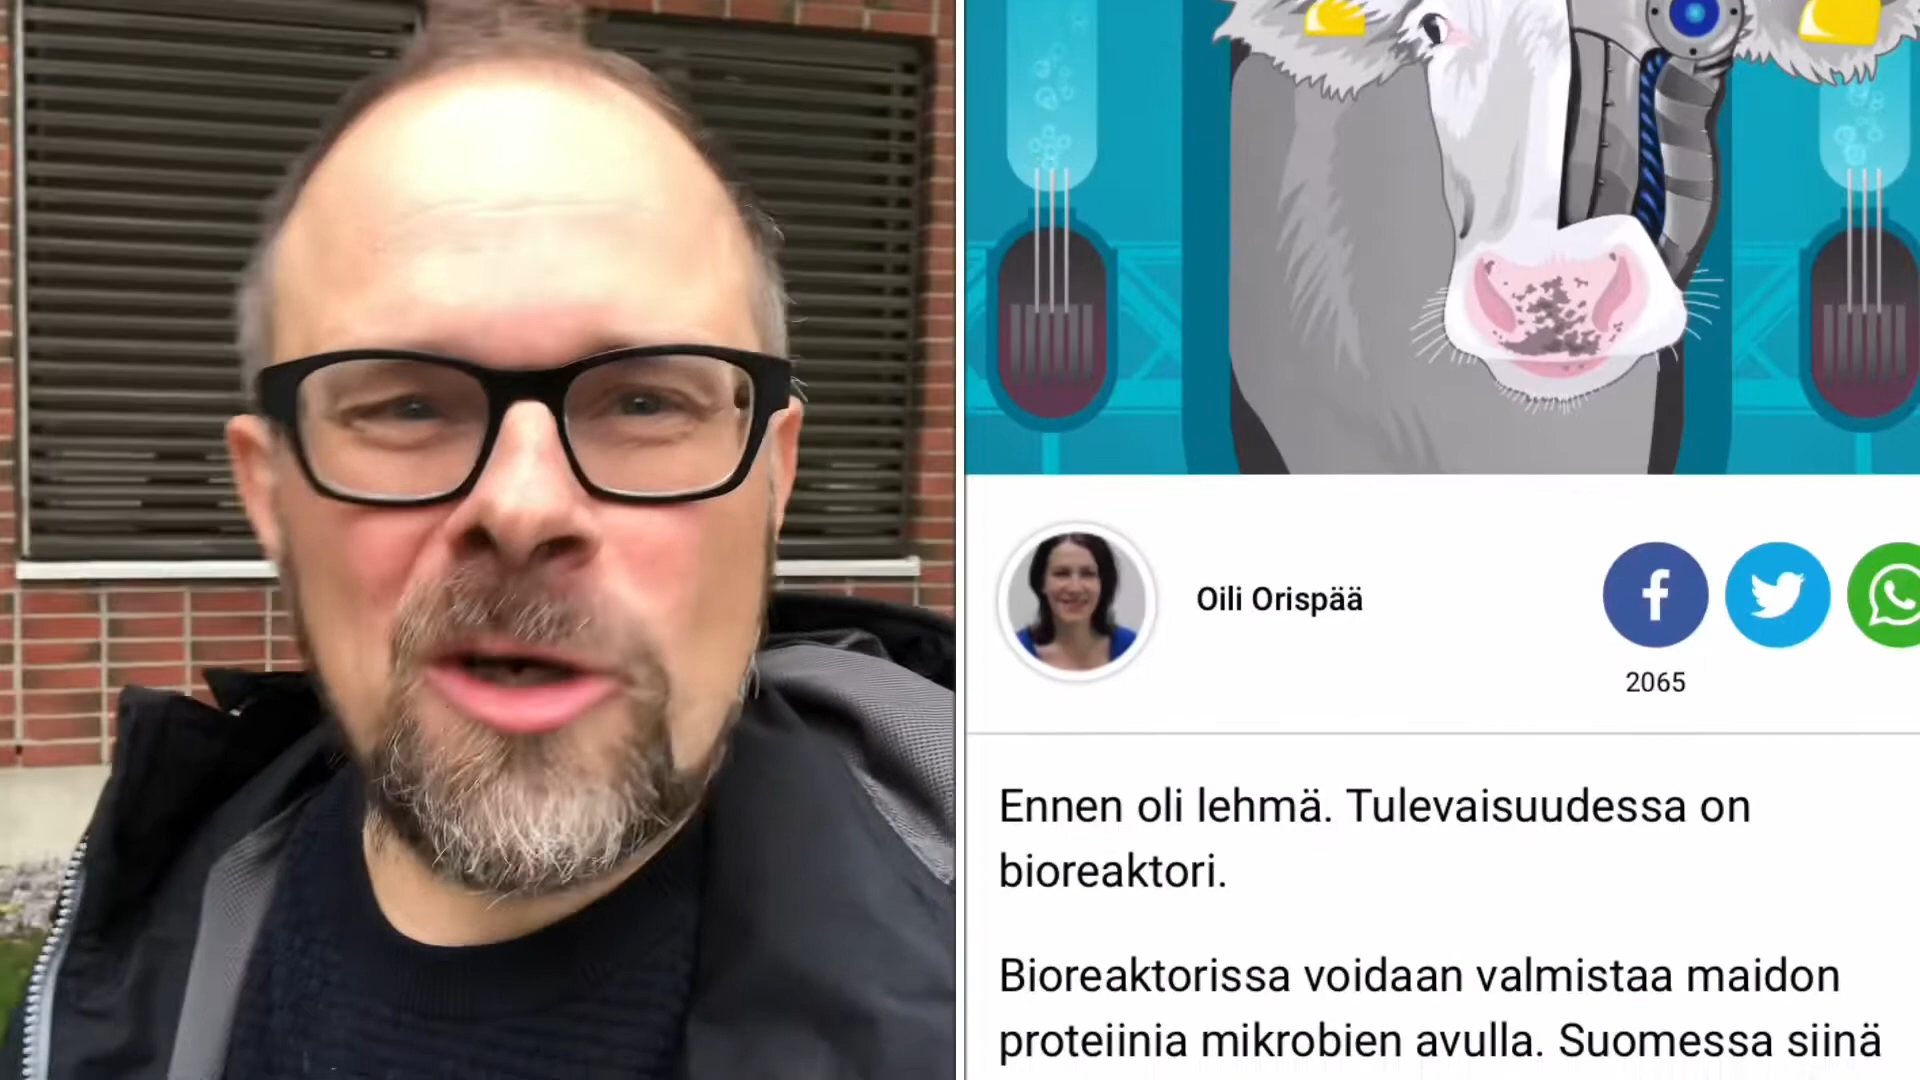 Oili Orispää
2065
Ennen oli lehmä. Tulevaisuudessa on
bioreaktori.
Bioreaktorissa voidaan valmistaa maidon
proteiinia mikrobien avulla. Suomessa siinä